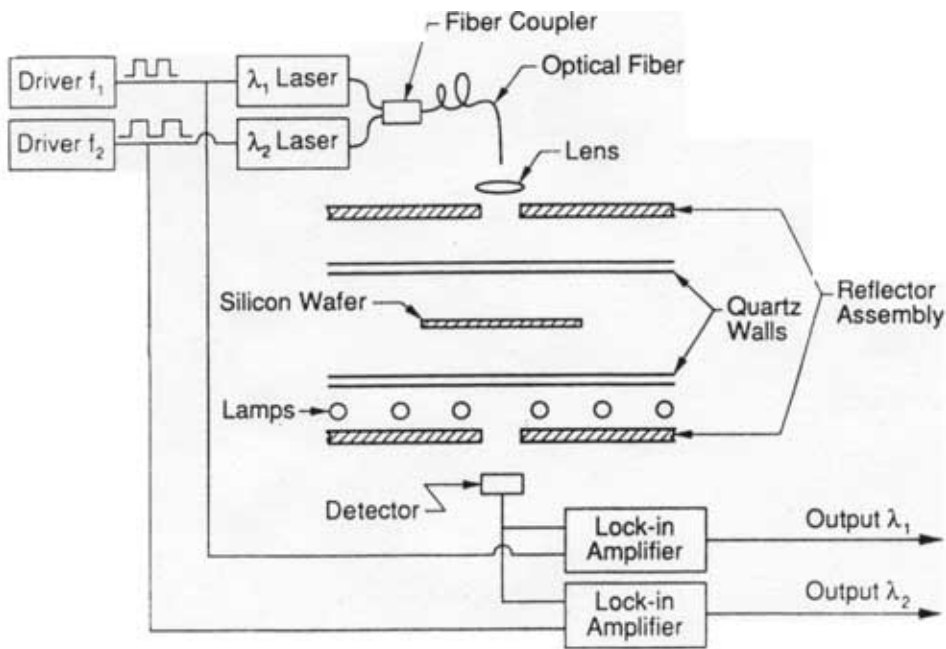 Fiber Coupler
Driver f₁
λ₁ Laser
Optical Fiber
Driver f₂
λ₂ Laser
Lens
Silicon Wafer
Quartz
Walls
Reflector
Assembly
Lamps
Detector
Lock-in
Amplifier
Output λ₁
Lock-in
Amplifier
Output λ₂